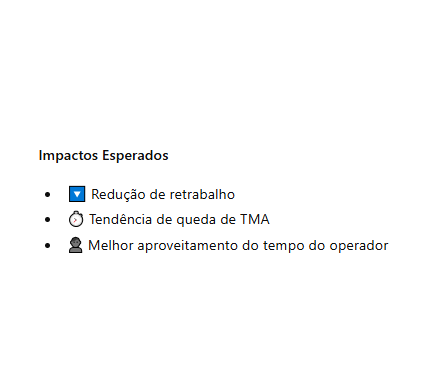 Impactos Esperados
• 🔽 Redução de retrabalho
• ⏱ Tendência de queda de TMA
• 👤 Melhor aproveitamento do tempo do operador